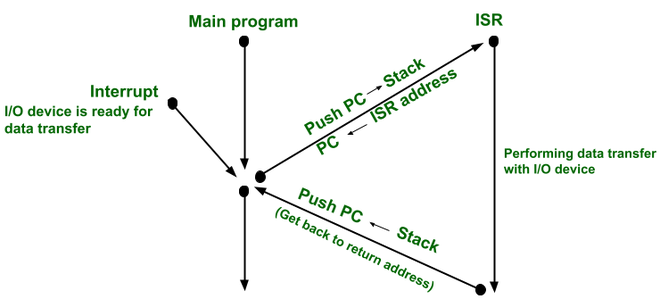 Main program
ISR
Interrupt
I/O device is ready for
data transfer
Push PC → Stack
PC ← ISR address
Performing data transfer
with I/O device
Push PC ← Stack
(Get back to return address)